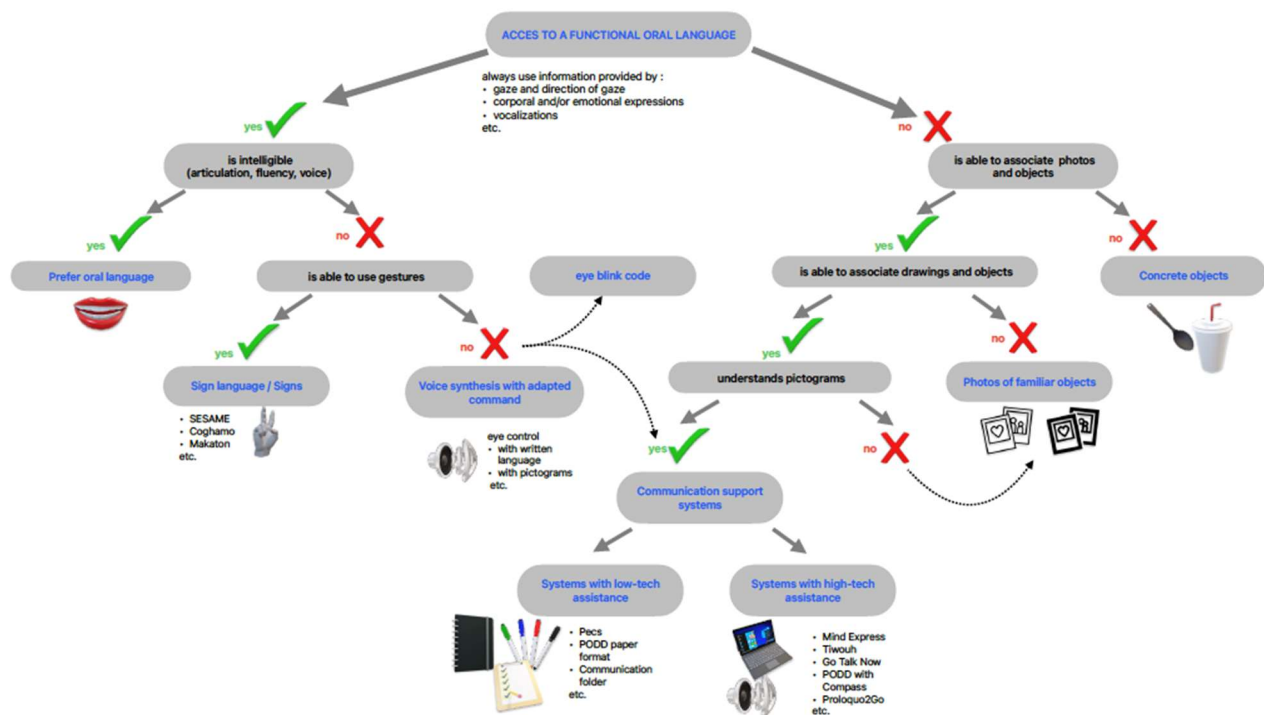 ACCES TO A FUNCTIONAL ORAL LANGUAGE
always use information provided by :
• gaze and direction of gaze
• corporal and/or emotional expressions
• vocalizations
etc.
yes
no
is intelligible
(articulation, fluency, voice)
is able to associate photos
and objects
yes
no
yes
no
Prefer oral language
is able to use gestures
eye blink code
is able to associate drawings and objects
Concrete objects
yes
no
yes
no
Sign language / Signs
• SESAME
• Coghamo
• Makaton
etc.
Voice synthesis with adapted
command
eye control
• with written
language
• with pictograms
etc.
understands pictograms
Photos of familiar objects
yes
no
Communication support
systems
Systems with low-tech
assistance
• Pecs
• PODD paper
format
• Communication
folder
etc.
Systems with high-tech
assistance
• Mind Express
• Tiwouh
• Go Talk Now
• PODD with
Compass
• Proloquo2Go
etc.